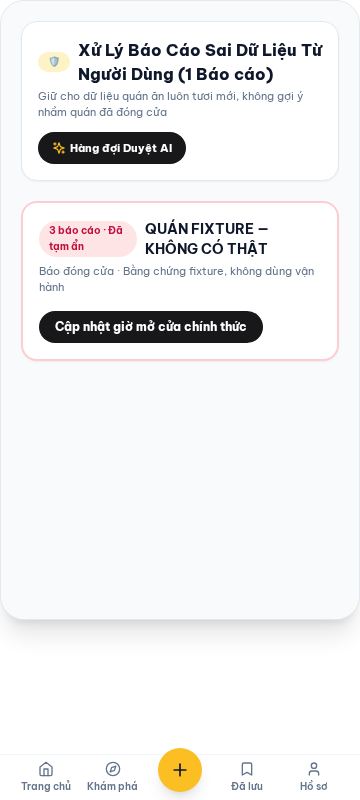 Xử Lý Báo Cáo Sai Dữ Liệu Từ
Người Dùng (1 Báo cáo)
Giữ cho dữ liệu quán ăn luôn tươi mới, không gợi ý
nhầm quán đã đóng cửa
Hàng đợi Duyệt AI
3 báo cáo · Đã
tạm ẩn
QUÁN FIXTURE —
KHÔNG CÓ THẬT
Báo đóng cửa · Bằng chứng fixture, không dùng vận
hành
Cập nhật giờ mở cửa chính thức
Trang chủ
Khám phá
Đã lưu
Hồ sơ